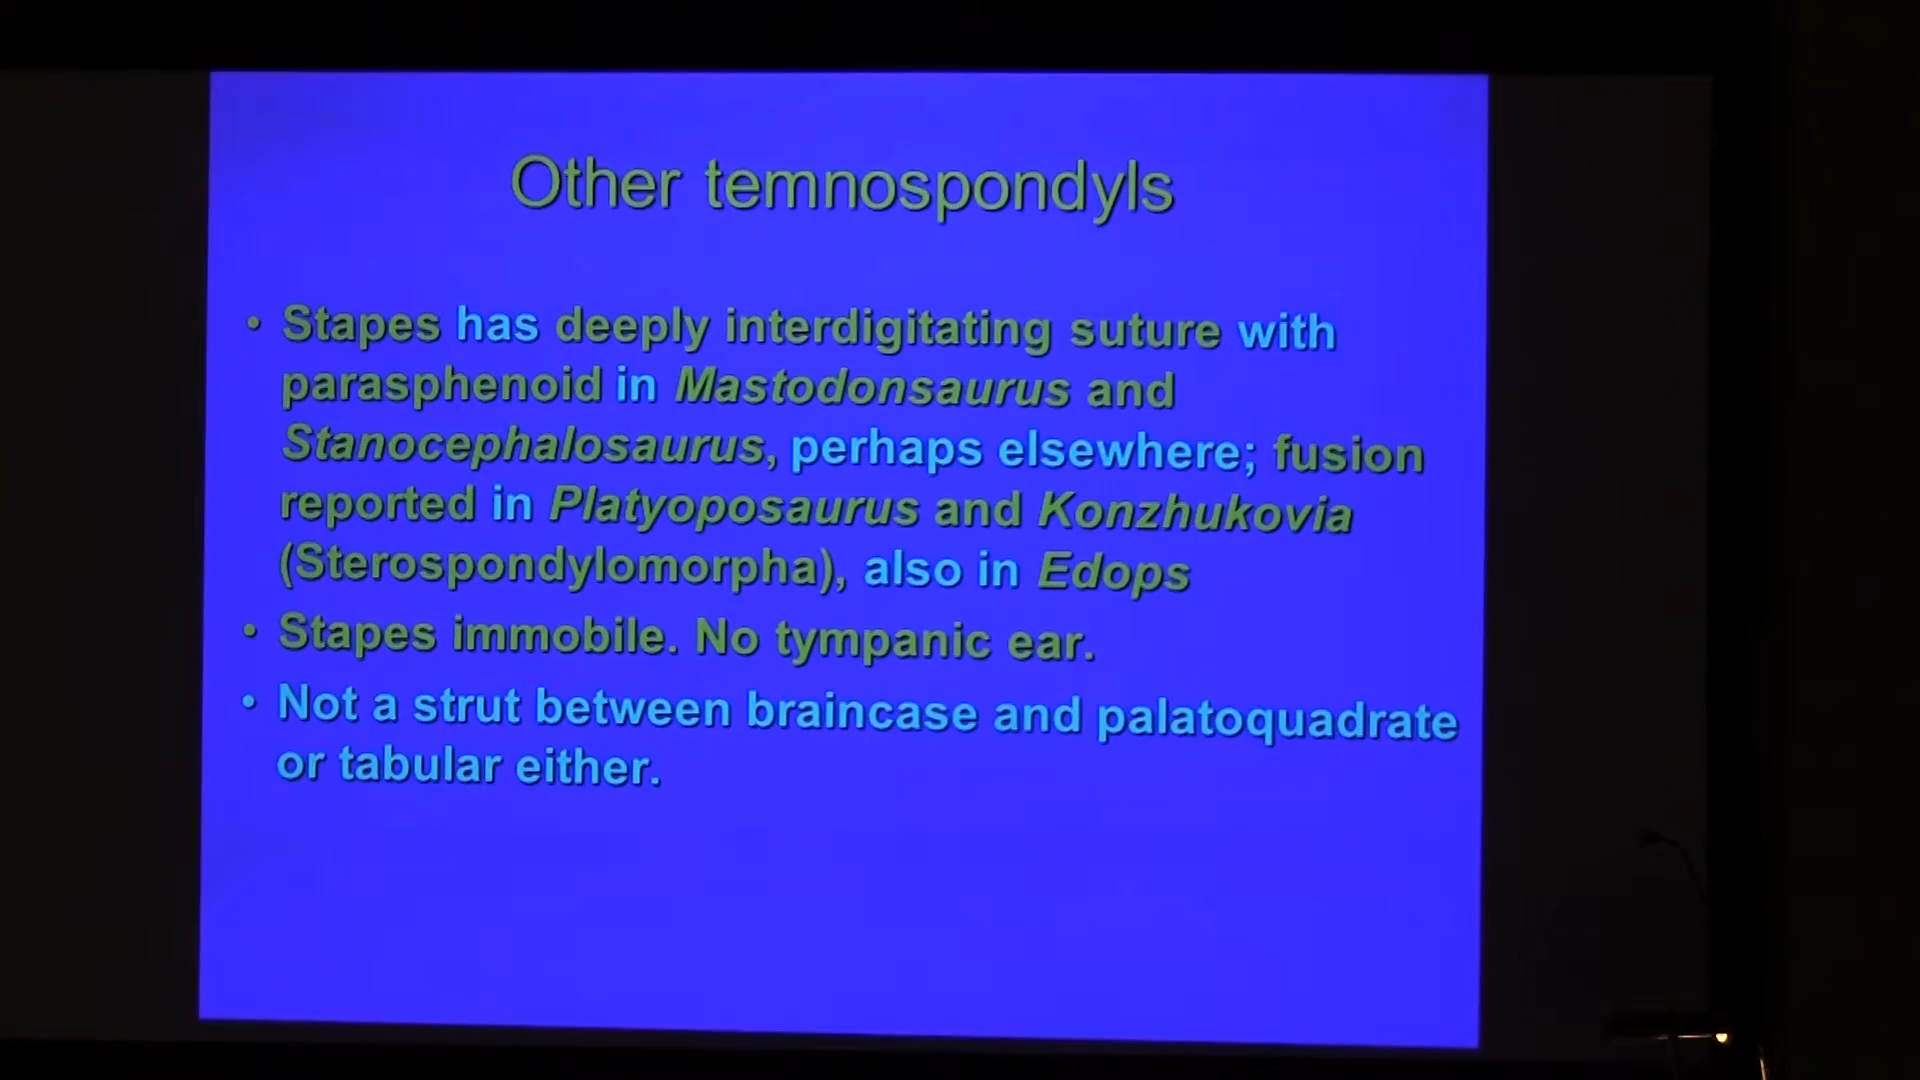 Other temnospondyls
• Stapes has deeply interdigitating suture with
parasphenoid in Mastodonsaurus and
Stanocephalosaurus, perhaps elsewhere; fusion
reported in Platyoposaurus and Konzhukovia
(Sterospondylomorpha), also in Edops
• Stapes immobile. No tympanic ear.
• Not a strut between braincase and palatoquadrate
or tabular either.